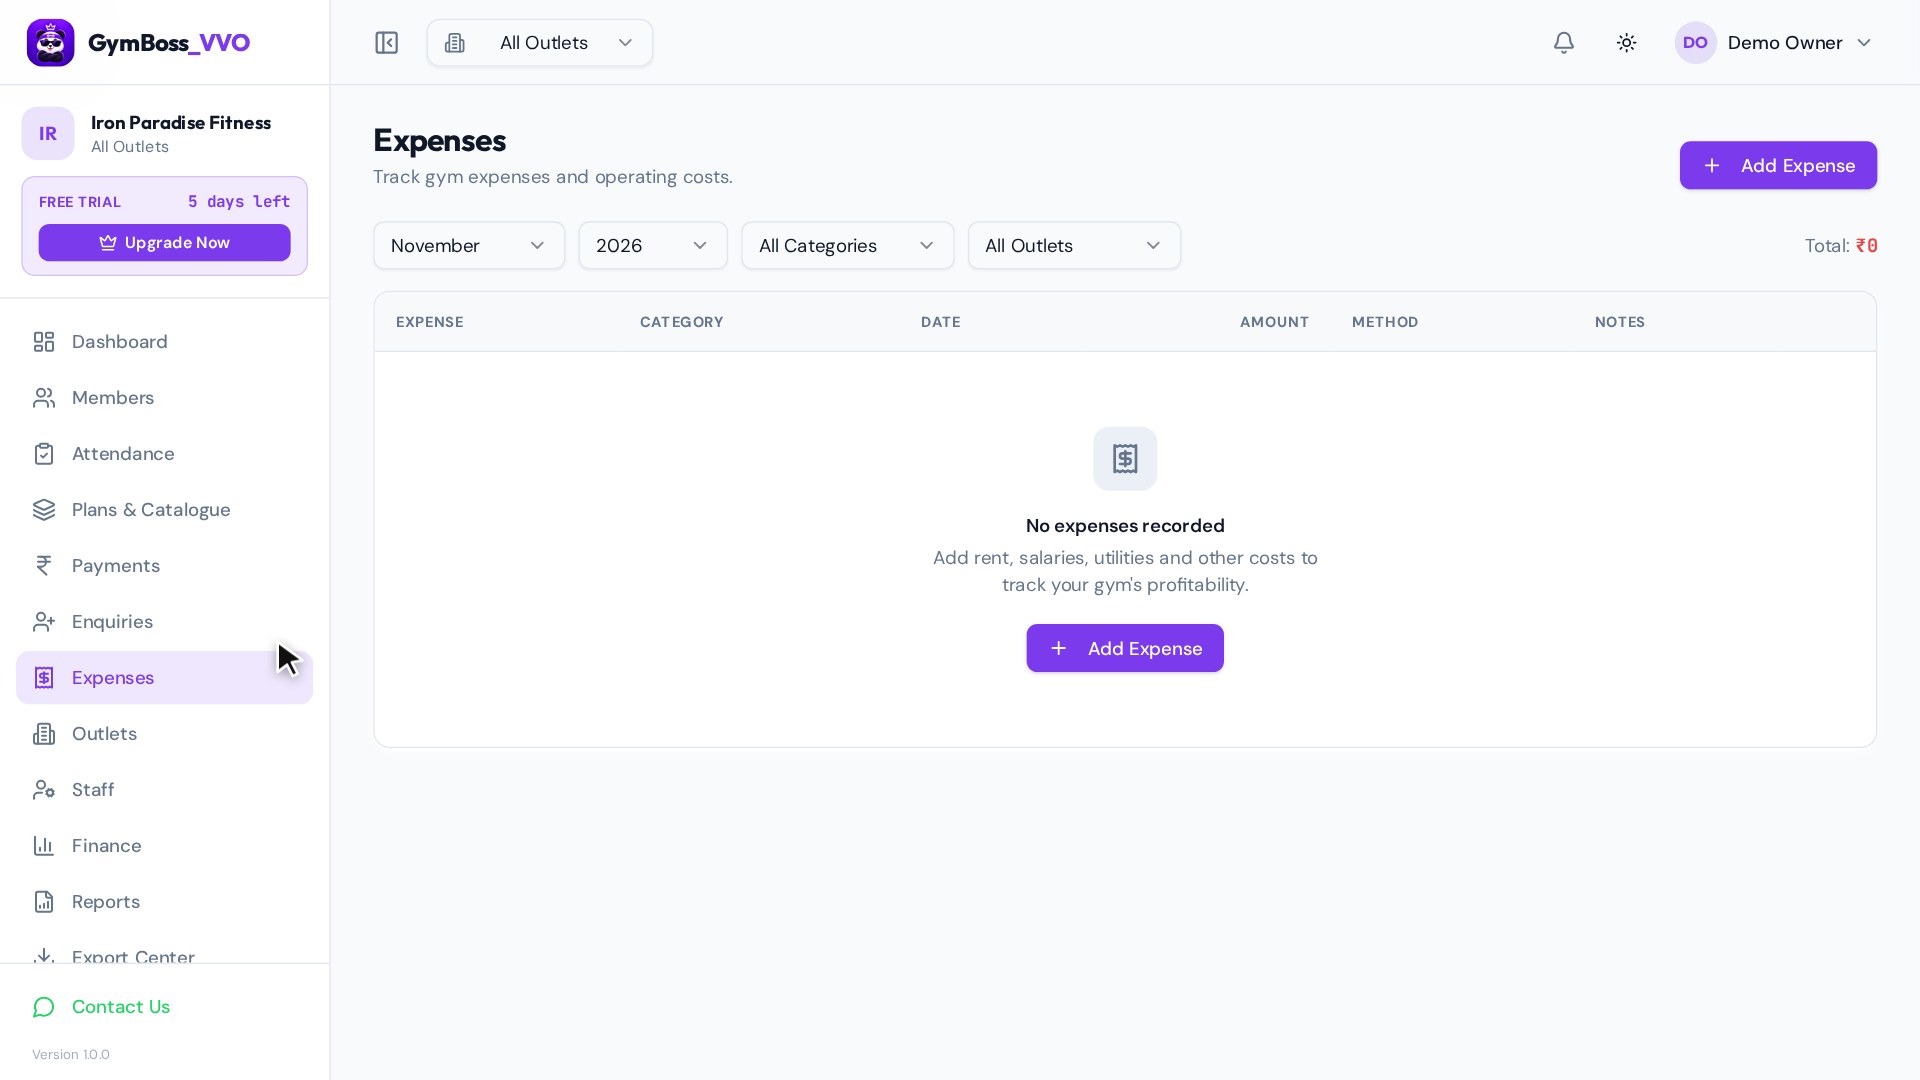 GymBoss_VVO
All Outlets
DO
Demo Owner
IR
Iron Paradise Fitness
All Outlets
FREE TRIAL
5 days left
Upgrade Now
Dashboard
Members
Attendance
Plans & Catalogue
Payments
Enquiries
Expenses
Outlets
Staff
Finance
Reports
Export Center
Contact Us
Version 1.0.0
Expenses
Track gym expenses and operating costs.
Add Expense
November
2026
All Categories
All Outlets
Total: ₹0
EXPENSE CATEGORY DATE AMOUNT METHOD NOTES
No expenses recorded
Add rent, salaries, utilities and other costs to
track your gym's profitability.
Add Expense